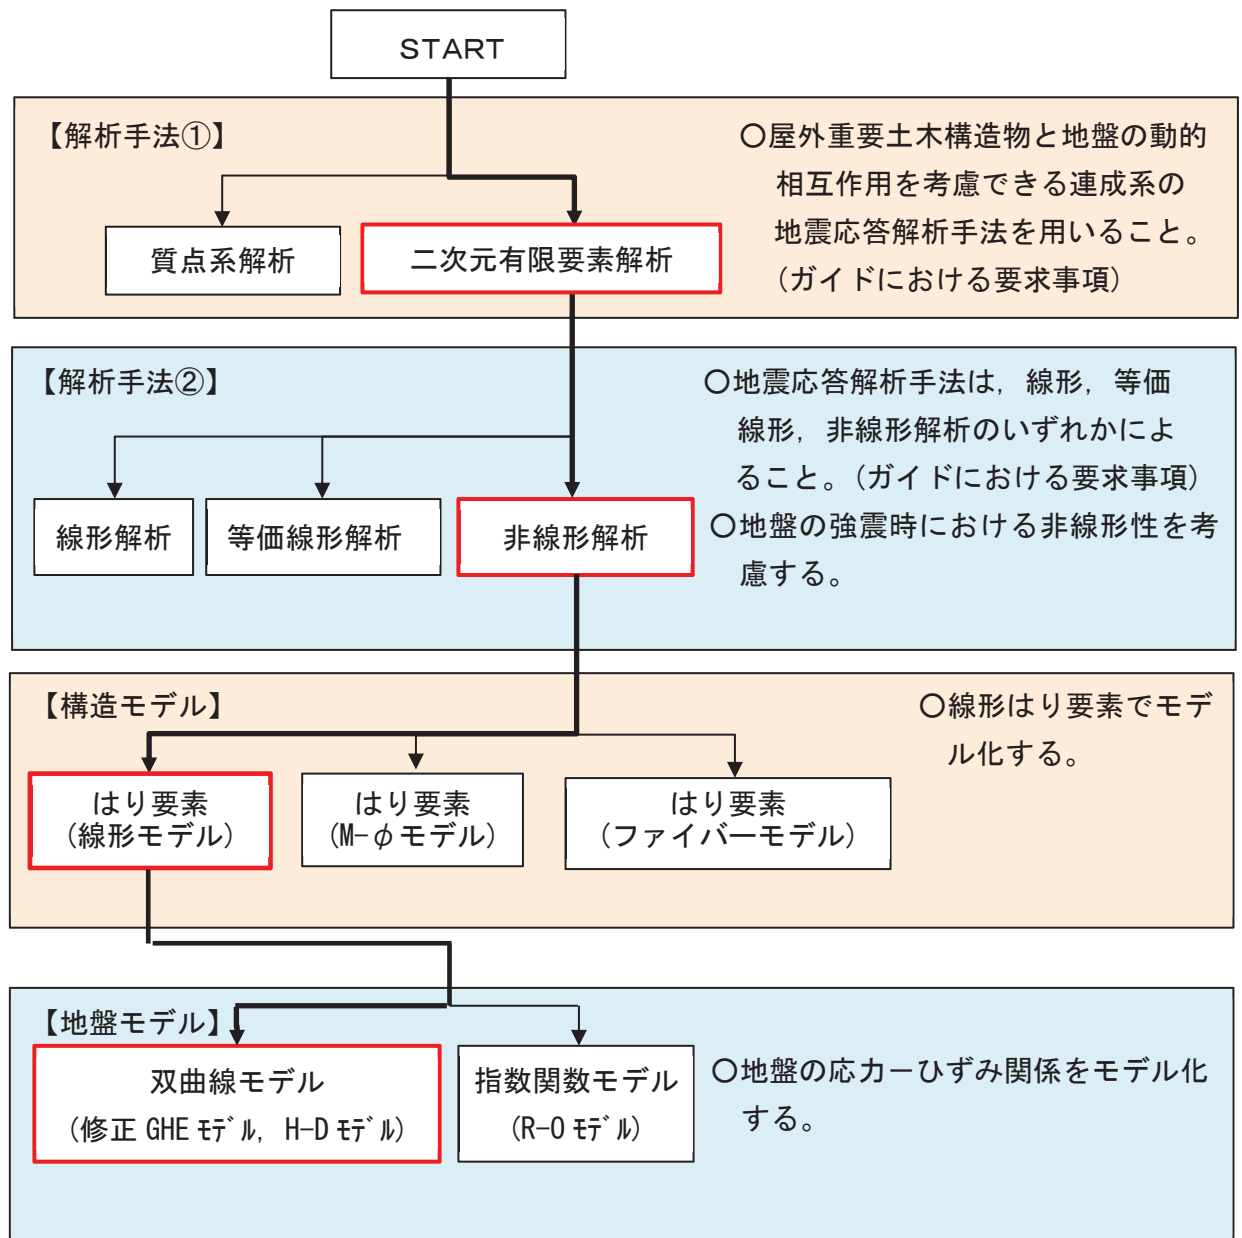 START
【解析手法①】
質点系解析
二次元有限要素解析
○屋外重要土木構造物と地盤の動的
相互作用を考慮できる連成系の
地震応答解析手法を用いること。
(ガイドにおける要求事項)
【解析手法②】
線形解析
等価線形解析
非線形解析
○地震応答解析手法は，線形，等価
線形，非線形解析のいずれかによ
ること。(ガイドにおける要求事項)
○地盤の強震時における非線形性を考
慮する。
【構造モデル】
はり要素
(線形モデル)
はり要素
(M-φモデル)
はり要素
(ファイバーモデル)
○線形はり要素でモデ
ル化する。
【地盤モデル】
双曲線モデル
(修正 GHE ﾓﾃﾞﾙ，H-D ﾓﾃﾞﾙ)
指数関数モデル
(R-O ﾓﾃﾞﾙ)
○地盤の応力－ひずみ関係をモデル化
する。